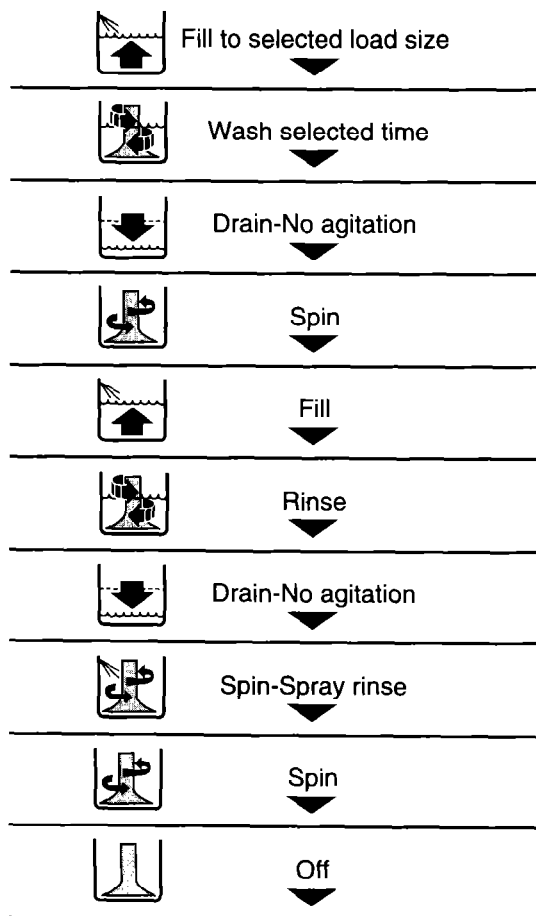 Fill to selected load size
Wash selected time
Drain-No agitation
Spin
Fill
Rinse
Drain-No agitation
Spin-Spray rinse
Spin
Off